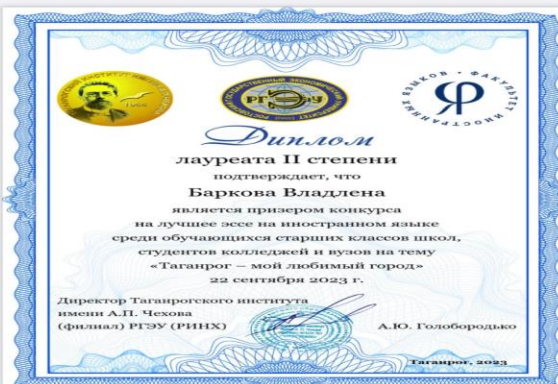 1955
РГЭУ
ФАКУЛЬТЕТ ИНОСТРАННЫХ ЯЗЫКОВ
Диплом
лауреата II степени
подтверждает, что
Баркова Владлена
является призером конкурса
на лучшее эссе на иностранном языке
среди обучающихся старших классов школ,
студентов колледжей и вузов на тему
«Таганрог – мой любимый город»
22 сентября 2023 г.
Директор Таганрогского института
имени А.П. Чехова
(филиал) РГЭУ (РИНХ)
А.Ю. Голобородько
Таганрог, 2023